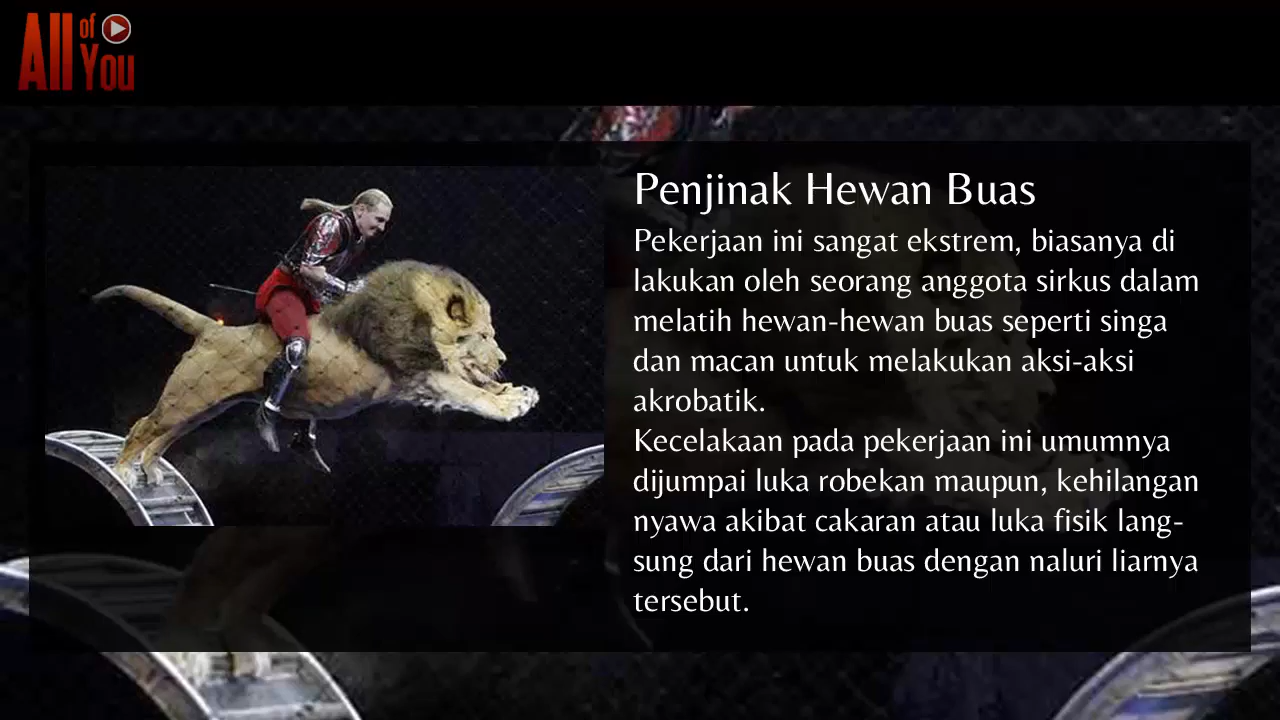 All of You
Penjinak Hewan Buas
Pekerjaan ini sangat ekstrem, biasanya di
lakukan oleh seorang anggota sirkus dalam
melatih hewan-hewan buas seperti singa
dan macan untuk melakukan aksi-aksi
akrobatik.
Kecelakaan pada pekerjaan ini umumnya
dijumpai luka robekan maupun, kehilangan
nyawa akibat cakaran atau luka fisik lang-
sung dari hewan buas dengan naluri liarnya
tersebut.